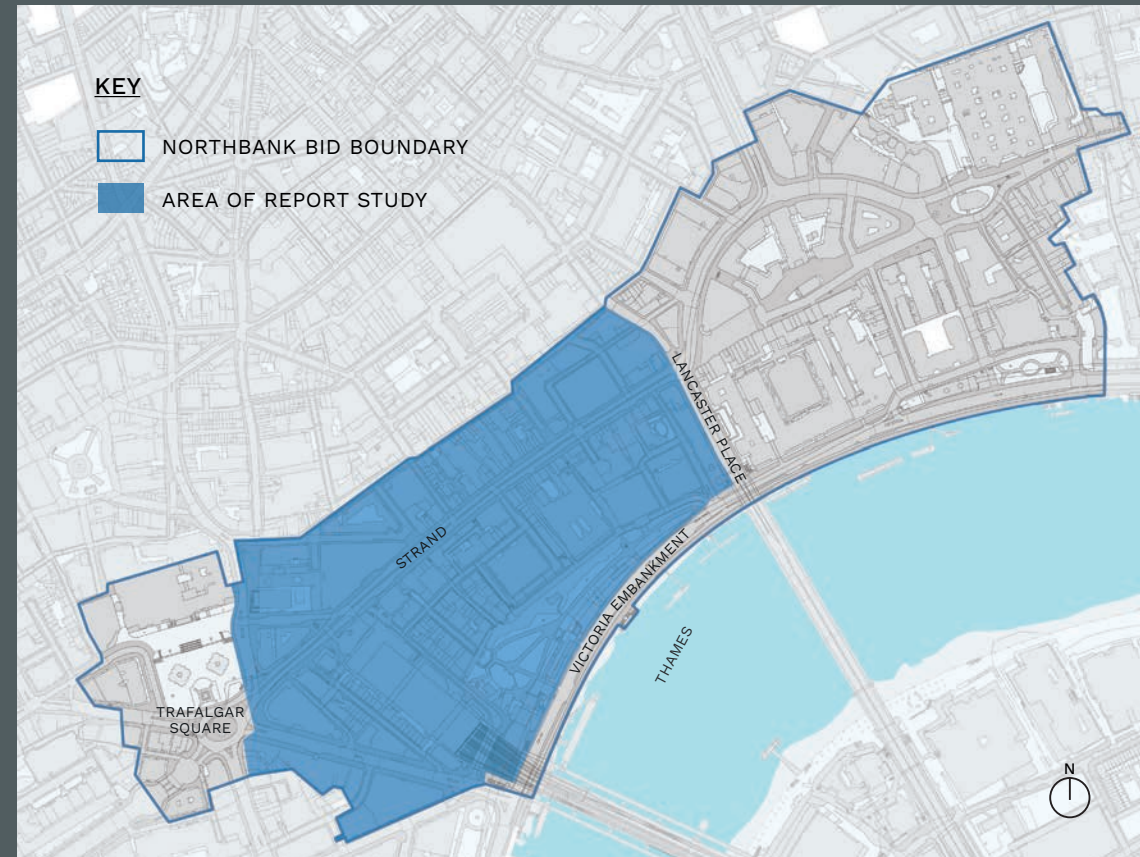 KEY
NORTHBANK BID BOUNDARY
AREA OF REPORT STUDY
LANCASTER PLACE
STRAND
VICTORIA EMBANKMENT
THAMES
TRAFALGAR
SQUARE
N